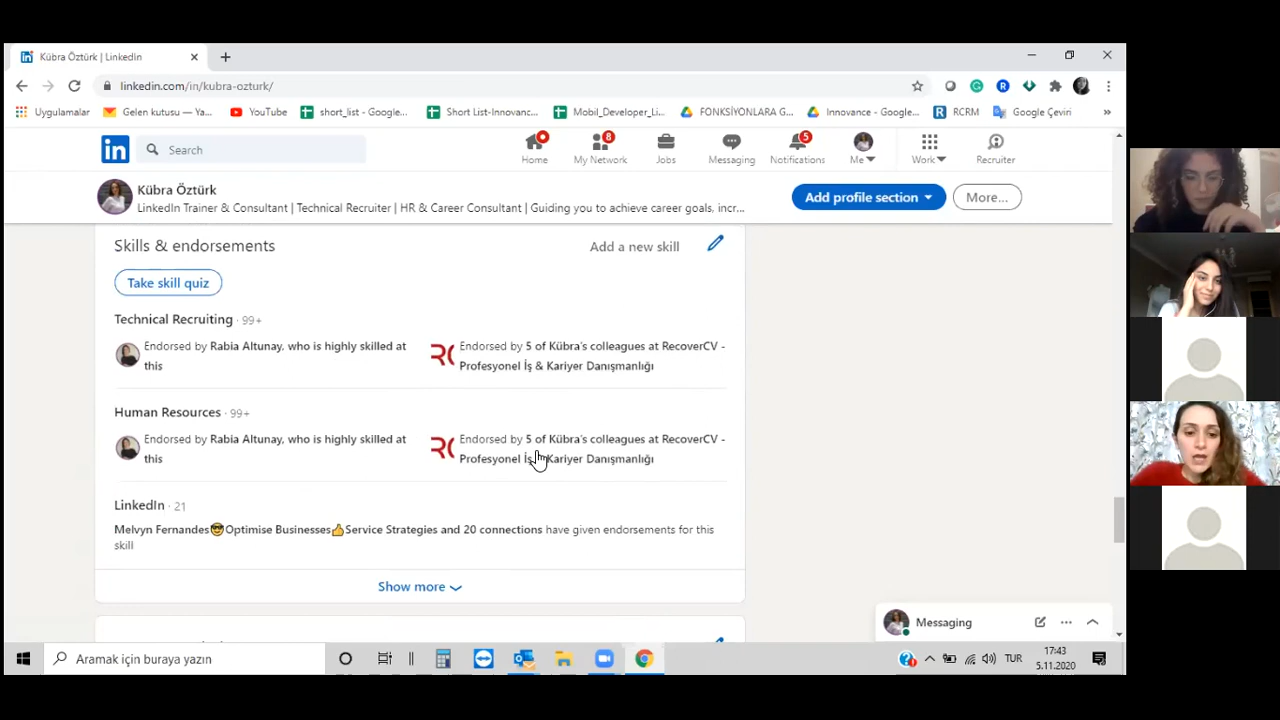 Kübra Öztürk | LinkedIn
linkedin.com/in/kubra-ozturk/
Uygulamalar
Gelen kutusu — Ya...
YouTube
short_list - Google...
Short List-Innovanc...
Mobil_Developer_Li...
FONKSİYONLARA G...
Innovance - Google...
R
RCRM
Google Çeviri
»
in
Search
Home
8
My Network
Jobs
Messaging
5
Notifications
Me
Work
Recruiter
Kübra Öztürk
LinkedIn Trainer & Consultant | Technical Recruiter | HR & Career Consultant | Guiding you to achieve career goals, incr...
Add profile section
More...
Skills & endorsements
Add a new skill
Take skill quiz
Technical Recruiting · 99+
Endorsed by Rabia Altunay, who is highly skilled at
this
Endorsed by 5 of Kübra's colleagues at RecoverCV -
Profesyonel İş & Kariyer Danışmanlığı
Human Resources · 99+
Endorsed by Rabia Altunay, who is highly skilled at
this
Endorsed by 5 of Kübra's colleagues at RecoverCV -
Profesyonel İş Kariyer Danışmanlığı
LinkedIn · 21
Melvyn Fernandes😎Optimise Businesses👍Service Strategies and 20 connections have given endorsements for this
skill
Show more
Messaging
Aramak için buraya yazın
TUR
17:43
5.11.2020